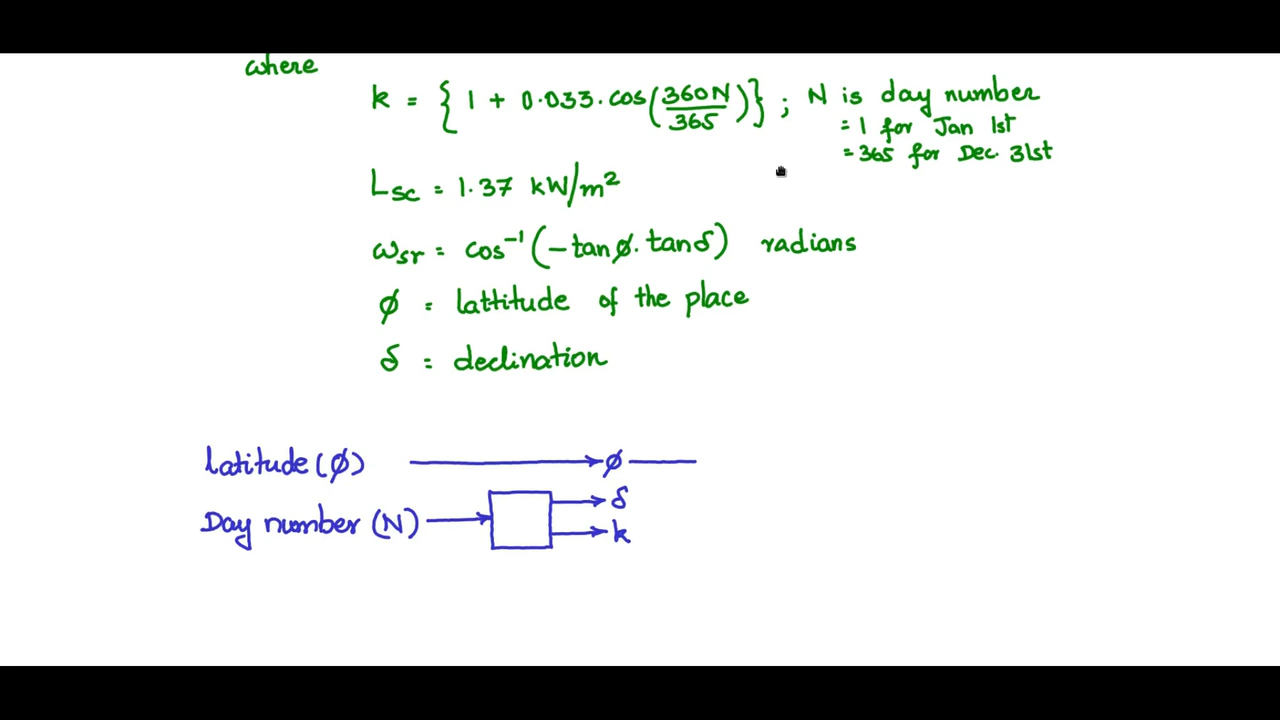 where
k = { 1 + 0.033.cos(360N/365)} ; N is day number
= 1 for Jan 1st
= 365 for Dec. 31st
Lsc = 1.37 kW/m²
ωsr = cos⁻¹(-tanφ.tanδ) radians
φ = lattitude of the place
δ = declination
Latitude(φ) φ
δ
Day number (N) k